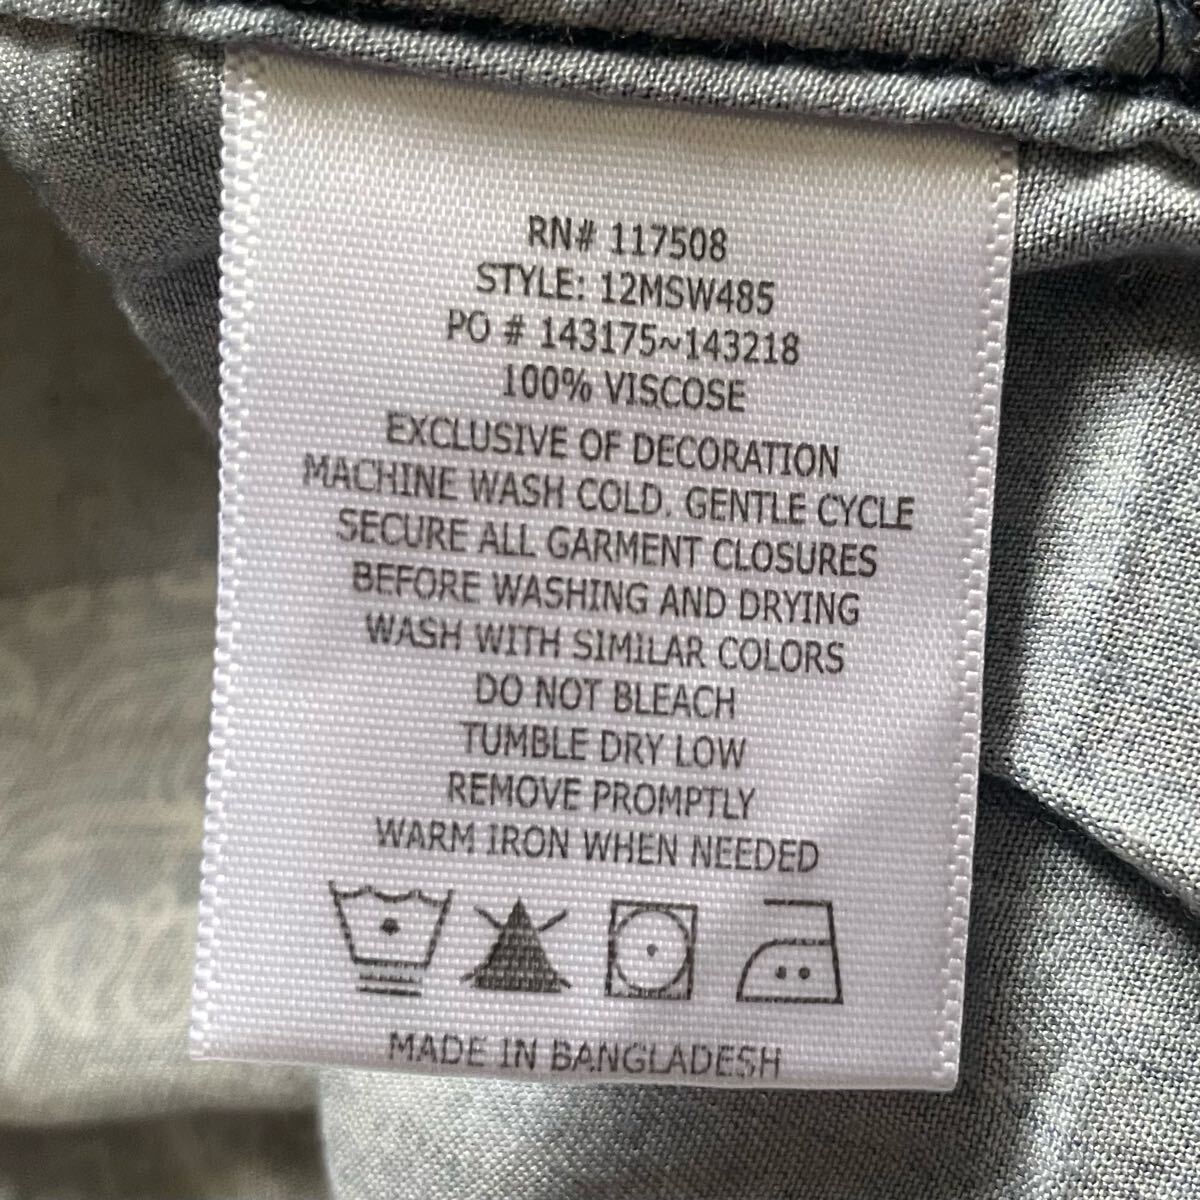 RN# 117508
STYLE: 12MSW485
PO # 143175~143218
100% VISCOSE
EXCLUSIVE OF DECORATION
MACHINE WASH COLD. GENTLE CYCLE
SECURE ALL GARMENT CLOSURES
BEFORE WASHING AND DRYING
WASH WITH SIMILAR COLORS
DO NOT BLEACH
TUMBLE DRY LOW
REMOVE PROMPTLY
WARM IRON WHEN NEEDED
MADE IN BANGLADESH